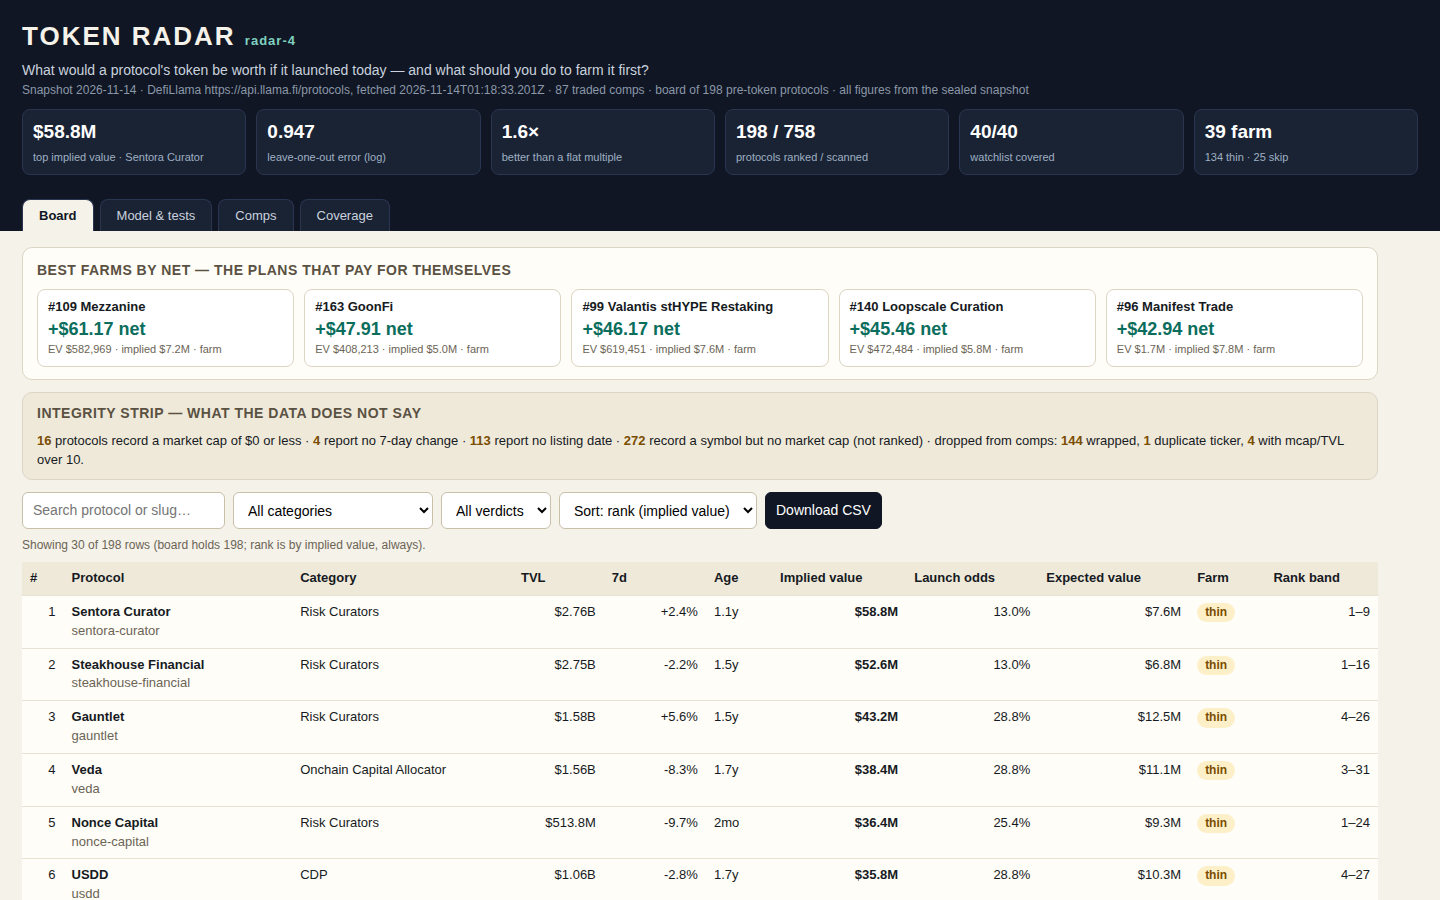 TOKEN RADAR radar-4
What would a protocol's token be worth if it launched today — and what should you do to farm it first?
Snapshot 2026-11-14 · DefiLlama https://api.llama.fi/protocols, fetched 2026-11-14T01:18:33.201Z · 87 traded comps · board of 198 pre-token protocols · all figures from the sealed snapshot
$58.8M 0.947 1.6× 198 / 758 40/40 39 farm
top implied value · Sentora Curator leave-one-out error (log) better than a flat multiple protocols ranked / scanned watchlist covered 134 thin · 25 skip
Board Model & tests Comps Coverage
BEST FARMS BY NET — THE PLANS THAT PAY FOR THEMSELVES
#109 Mezzanine #163 GoonFi #99 Valantis stHYPE Restaking #140 Loopscale Curation #96 Manifest Trade
+$61.17 net +$47.91 net +$46.17 net +$45.46 net +$42.94 net
EV $582,969 · implied $7.2M · farm EV $408,213 · implied $5.0M · farm EV $619,451 · implied $7.6M · farm EV $472,484 · implied $5.8M · farm EV $1.7M · implied $7.8M · farm
INTEGRITY STRIP — WHAT THE DATA DOES NOT SAY
16 protocols record a market cap of $0 or less · 4 report no 7-day change · 113 report no listing date · 272 record a symbol but no market cap (not ranked) · dropped from comps: 144 wrapped, 1 duplicate ticker, 4 with mcap/TVL
over 10.
Search protocol or slug… All categories All verdicts Sort: rank (implied value) Download CSV
Showing 30 of 198 rows (board holds 198; rank is by implied value, always).
# Protocol Category TVL 7d Age Implied value Launch odds Expected value Farm Rank band
1 Sentora Curator Risk Curators $2.76B +2.4% 1.1y $58.8M 13.0% $7.6M thin 1–9
sentora-curator
2 Steakhouse Financial Risk Curators $2.75B -2.2% 1.5y $52.6M 13.0% $6.8M thin 1–16
steakhouse-financial
3 Gauntlet Risk Curators $1.58B +5.6% 1.5y $43.2M 28.8% $12.5M thin 4–26
gauntlet
4 Veda Onchain Capital Allocator $1.56B -8.3% 1.7y $38.4M 28.8% $11.1M thin 3–31
veda
5 Nonce Capital Risk Curators $513.8M -9.7% 2mo $36.4M 25.4% $9.3M thin 1–24
nonce-capital
6 USDD CDP $1.06B -2.8% 1.7y $35.8M 28.8% $10.3M thin 4–27
usdd